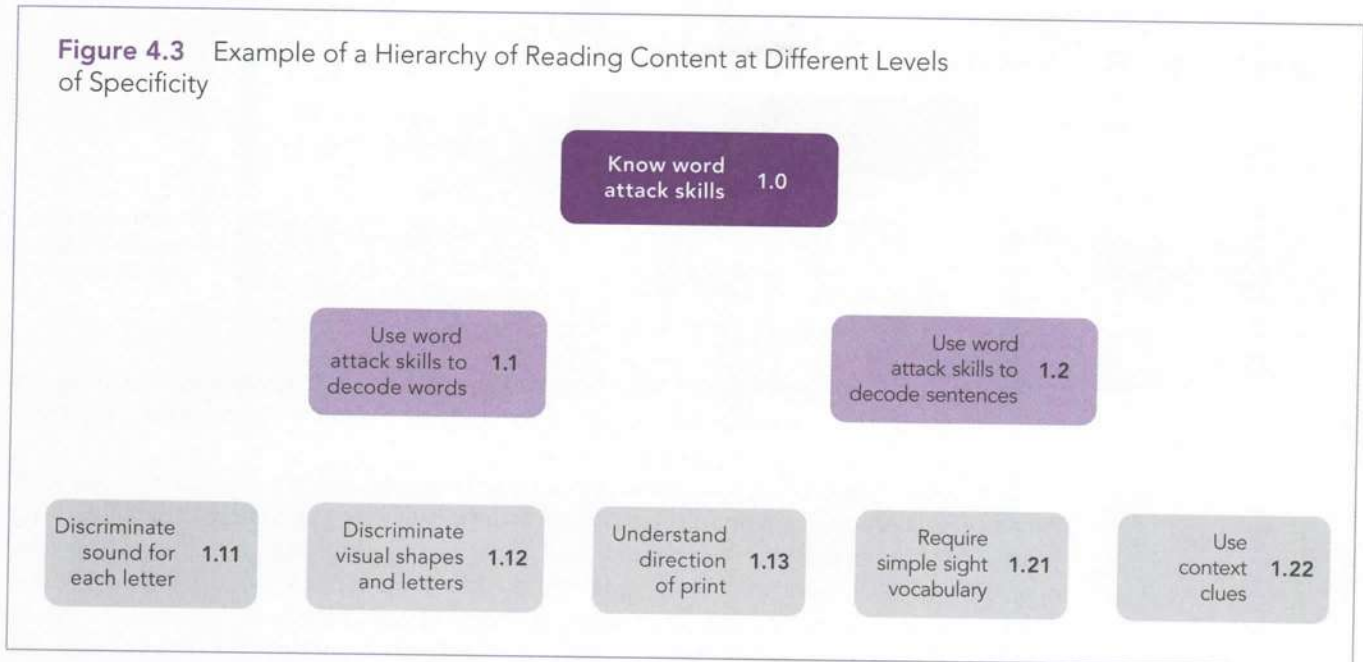 Figure 4.3 Example of a Hierarchy of Reading Content at Different Levels
of Specificity
Know word
attack skills 1.0
Use word
attack skills to 1.1
decode words
Use word
attack skills to 1.2
decode sentences
Discriminate
sound for 1.11
each letter
Discriminate
visual shapes 1.12
and letters
Understand
direction 1.13
of print
Require
simple sight 1.21
vocabulary
Use
context 1.22
clues